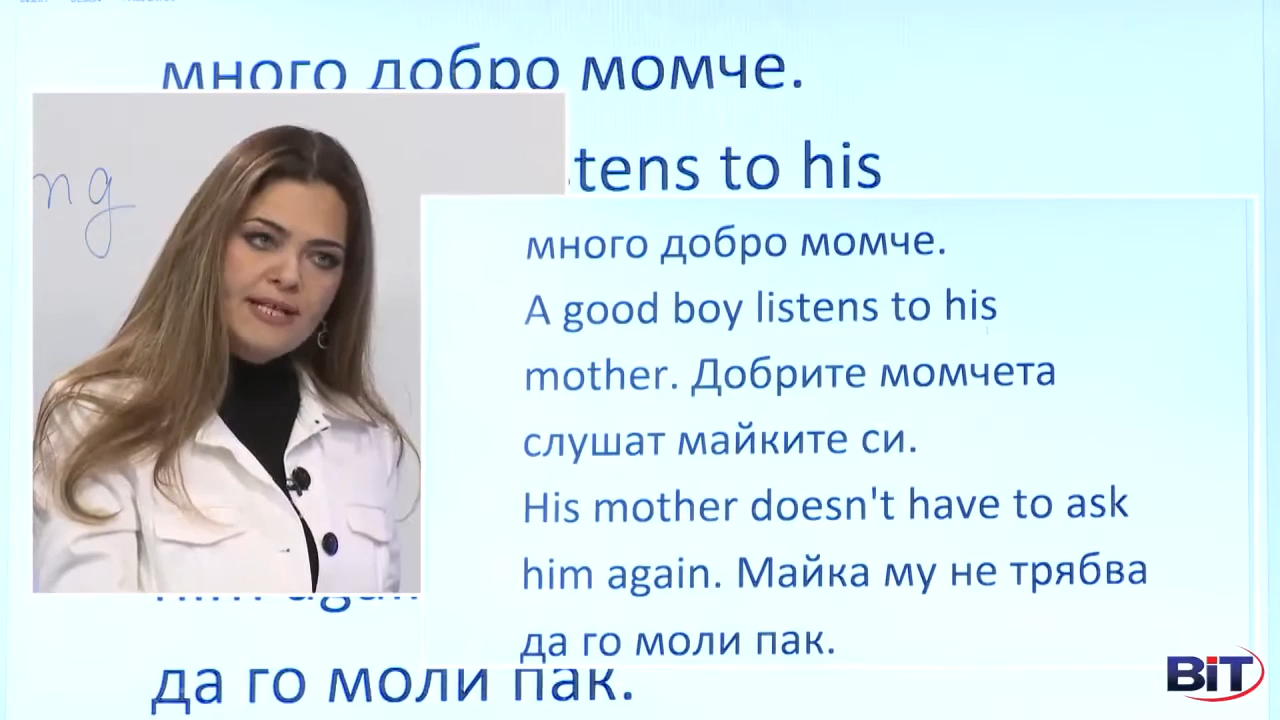 много добро момче.
tens to his
ng
много добро момче.
A good boy listens to his
mother. Добрите момчета
слушат майките си.
His mother doesn't have to ask
him again. Майка му не трябва
да го моли пак.
да го моли пак.
BiT